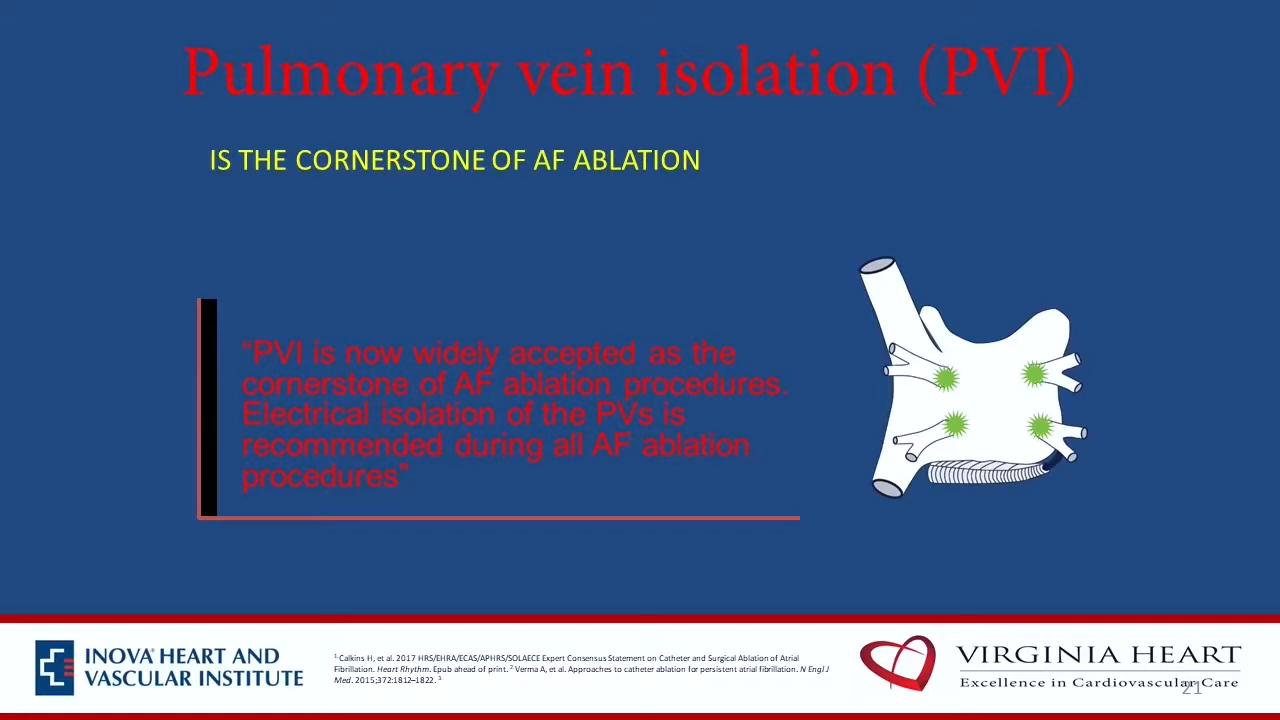 Pulmonary vein isolation (PVI)
IS THE CORNERSTONE OF AF ABLATION
“PVI is now widely accepted as the
cornerstone of AF ablation procedures.
Electrical isolation of the PVs is
recommended during all AF ablation
procedures”
INOVA® HEART AND
VASCULAR INSTITUTE
1. Calkins H, et al. 2017 HRS/EHRA/ECAS/APHRS/SOLAECE Expert Consensus Statement on Catheter and Surgical Ablation of Atrial
Fibrillation. Heart Rhythm. Epub ahead of print. 2 Verma A, et al. Approaches to catheter ablation for persistent atrial fibrillation. N Engl J
Med. 2015;372:1812–1822. 3.
VIRGINIA HEART
Excellence in Cardiovascular Care
21